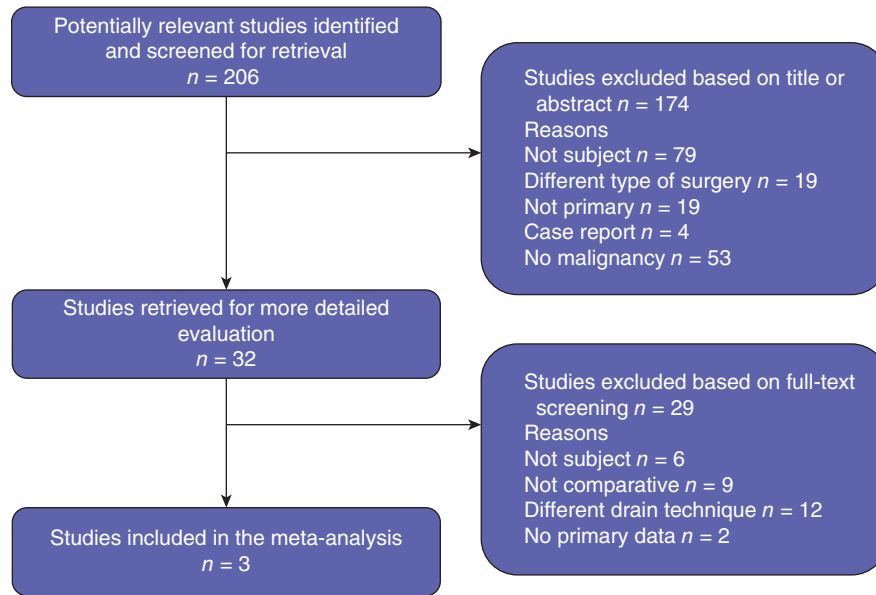 Potentially relevant studies identified
and screened for retrieval
n = 206
Studies excluded based on title or
abstract n = 174
Reasons
Not subject n = 79
Different type of surgery n = 19
Not primary n = 19
Case report n = 4
No malignancy n = 53
Studies retrieved for more detailed
evaluation
n = 32
Studies excluded based on full-text
screening n = 29
Reasons
Not subject n = 6
Not comparative n = 9
Different drain technique n = 12
No primary data n = 2
Studies included in the meta-analysis
n = 3